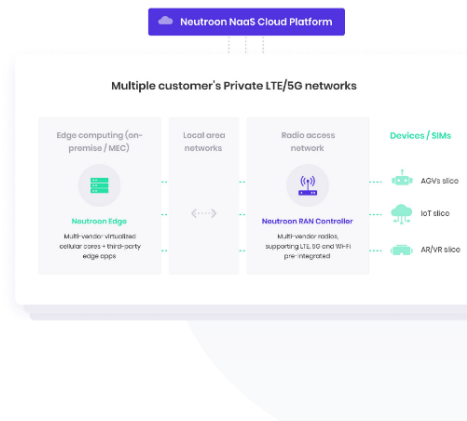 Neutroon NaaS Cloud Platform
Multiple customer's Private LTE/5G networks
Edge computing (on-
premise / MEC)
Neutroon Edge
Multi-vendor virtualized
cellular cores + third-party
edge apps
Local area
networks
Radio access
network
Neutroon RAN Controller
Multi-vendor radios,
supporting LTE, 5G and Wi-Fi
pre-integrated
Devices / SIMs
AGVs slice
IoT slice
AR/VR slice